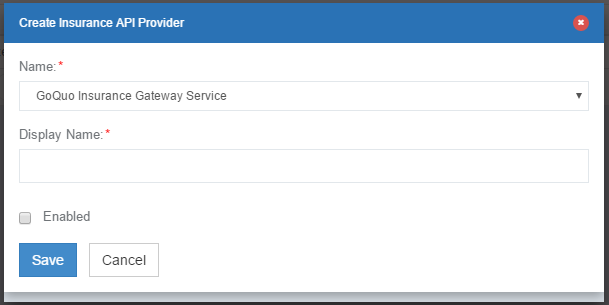 Create Insurance API Provider
Name:*
GoQuo Insurance Gateway Service
Display Name:*
Enabled
Save
Cancel